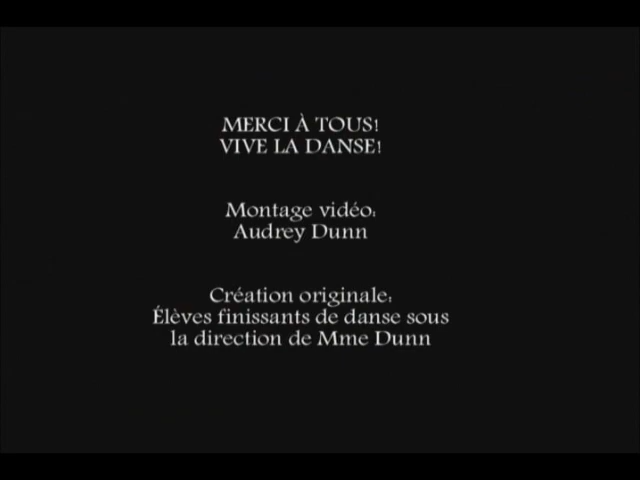 MERCI À TOUS!
VIVE LA DANSE!
Montage vidéo:
Audrey Dunn
Création originale:
Élèves finissants de danse sous
la direction de Mme Dunn